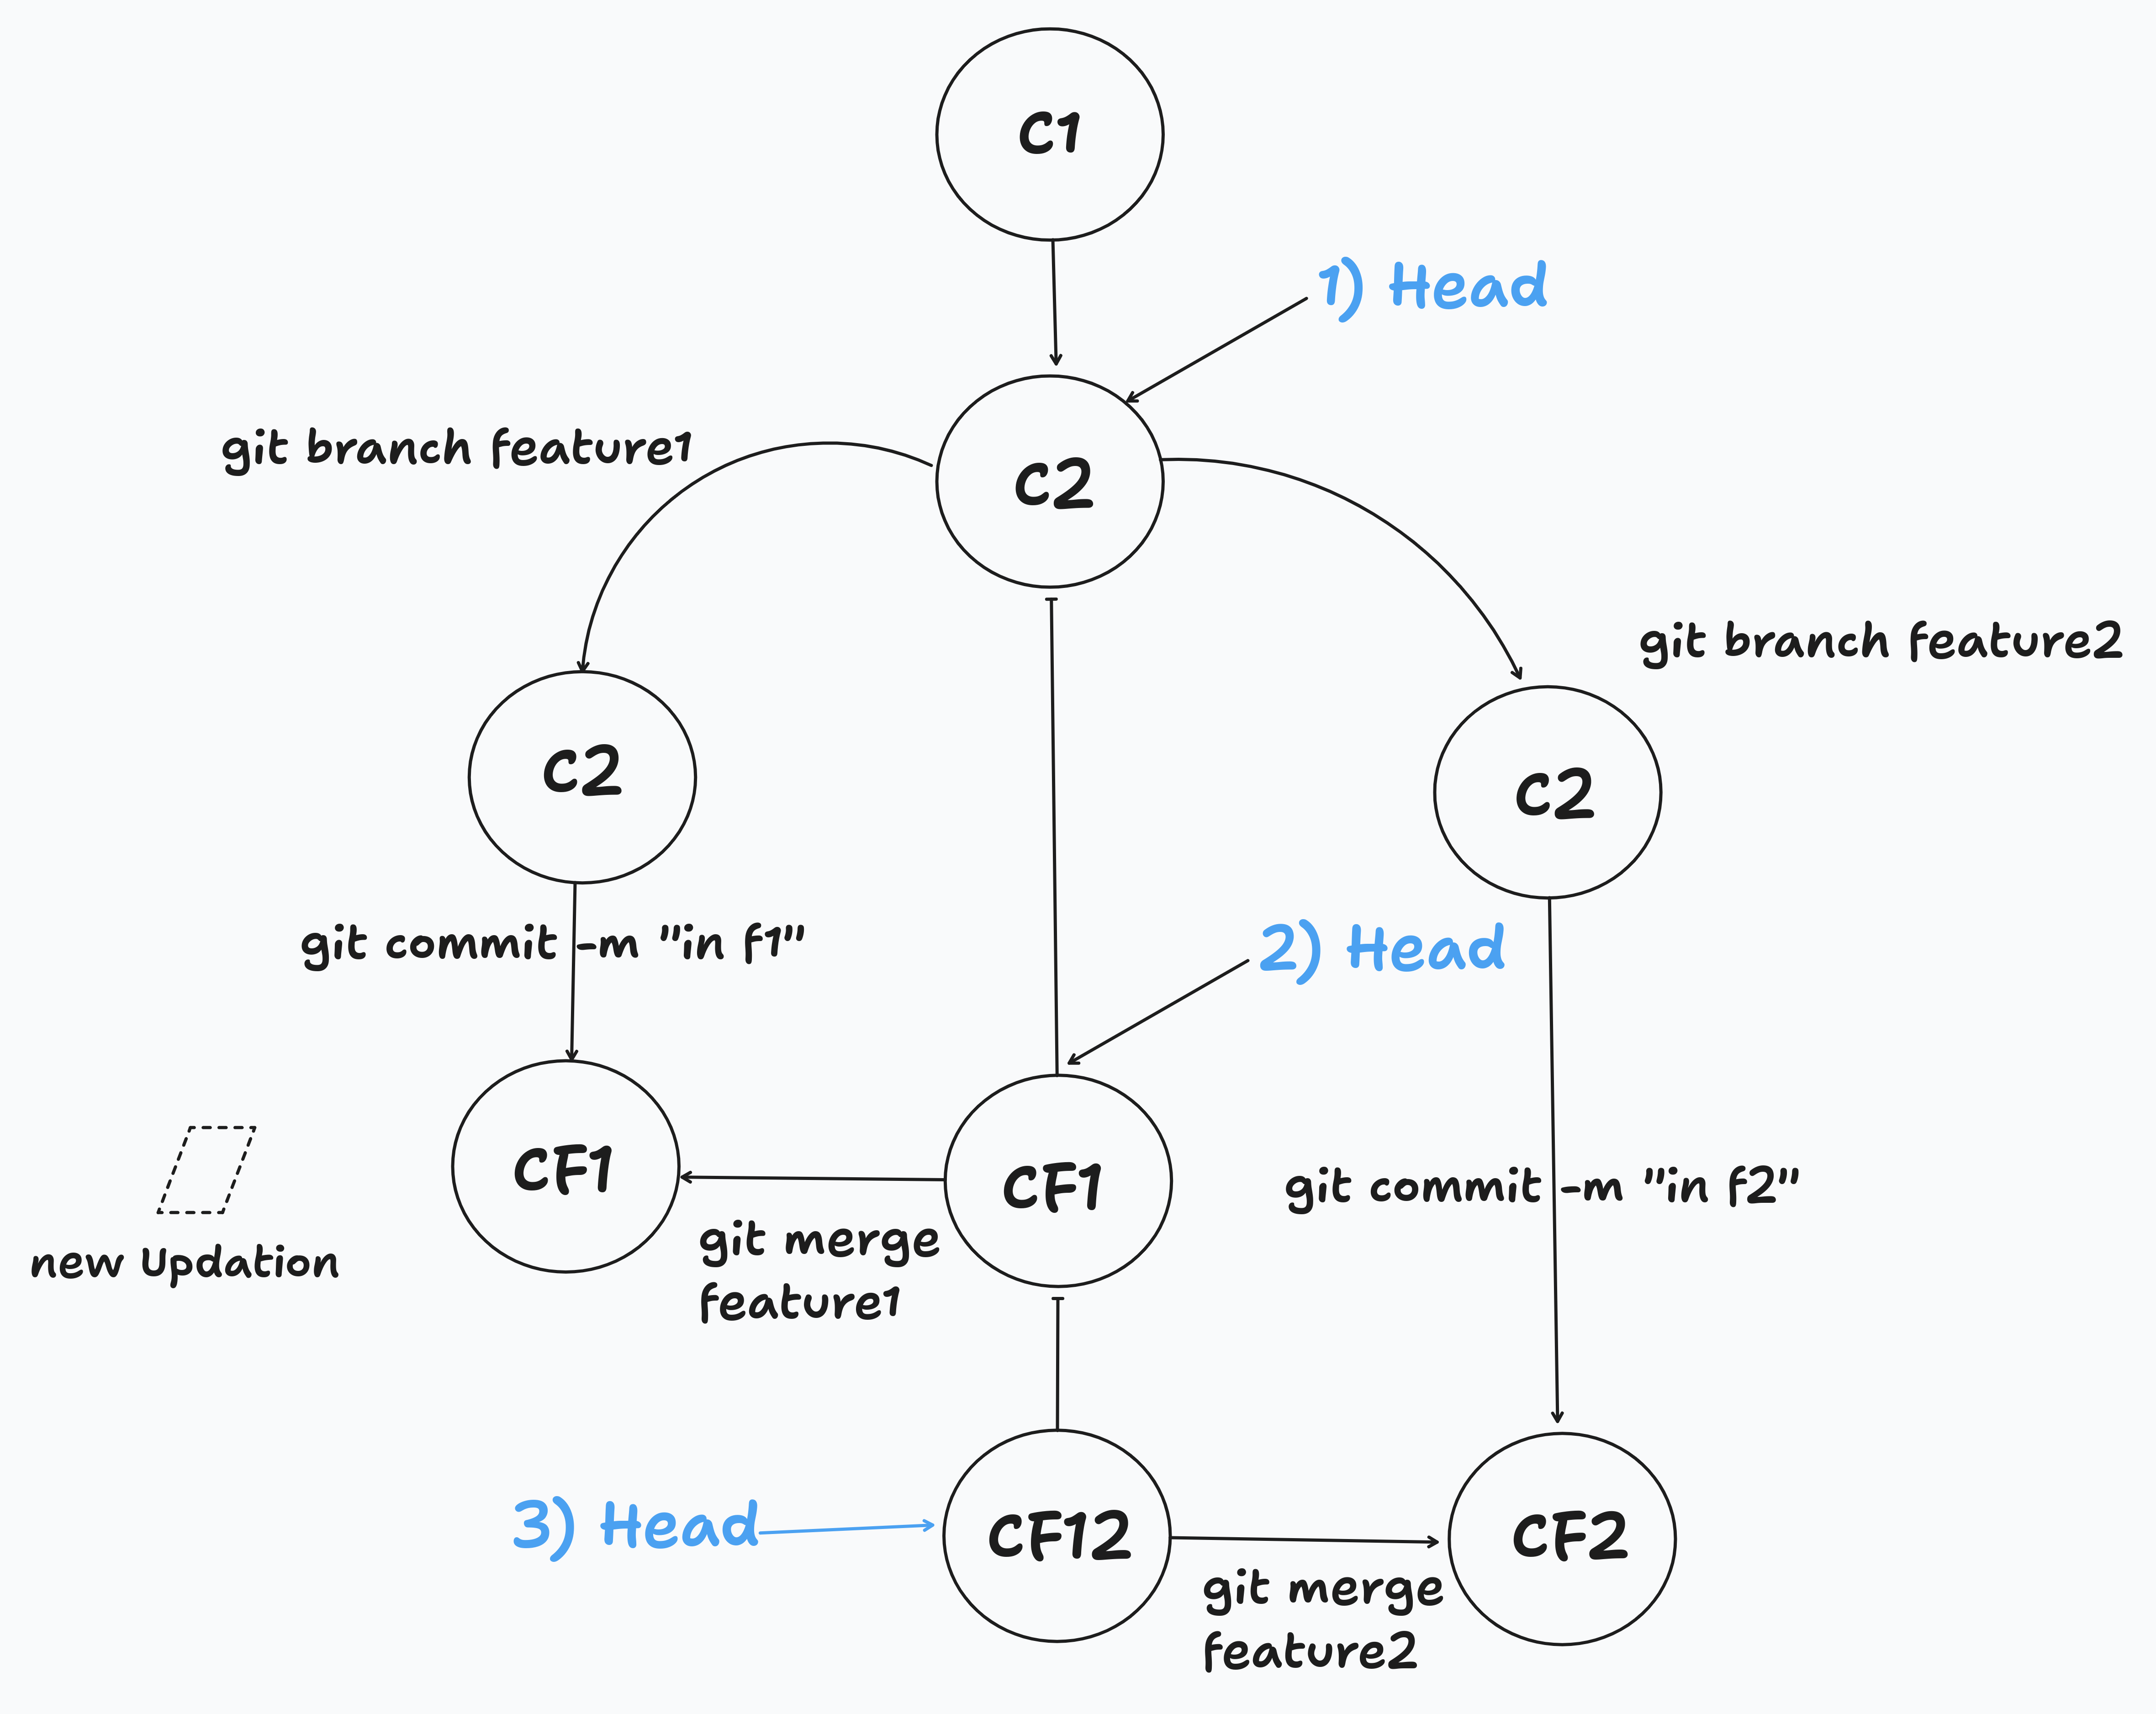 C1
1) Head
git branch feature1
C2
git branch feature2
C2
C2
git commit -m "in f1"
2) Head
CF1
CF1
git commit -m "in f2"
git merge
feature1
new updation
3) Head
CF12
CF2
git merge
feature2